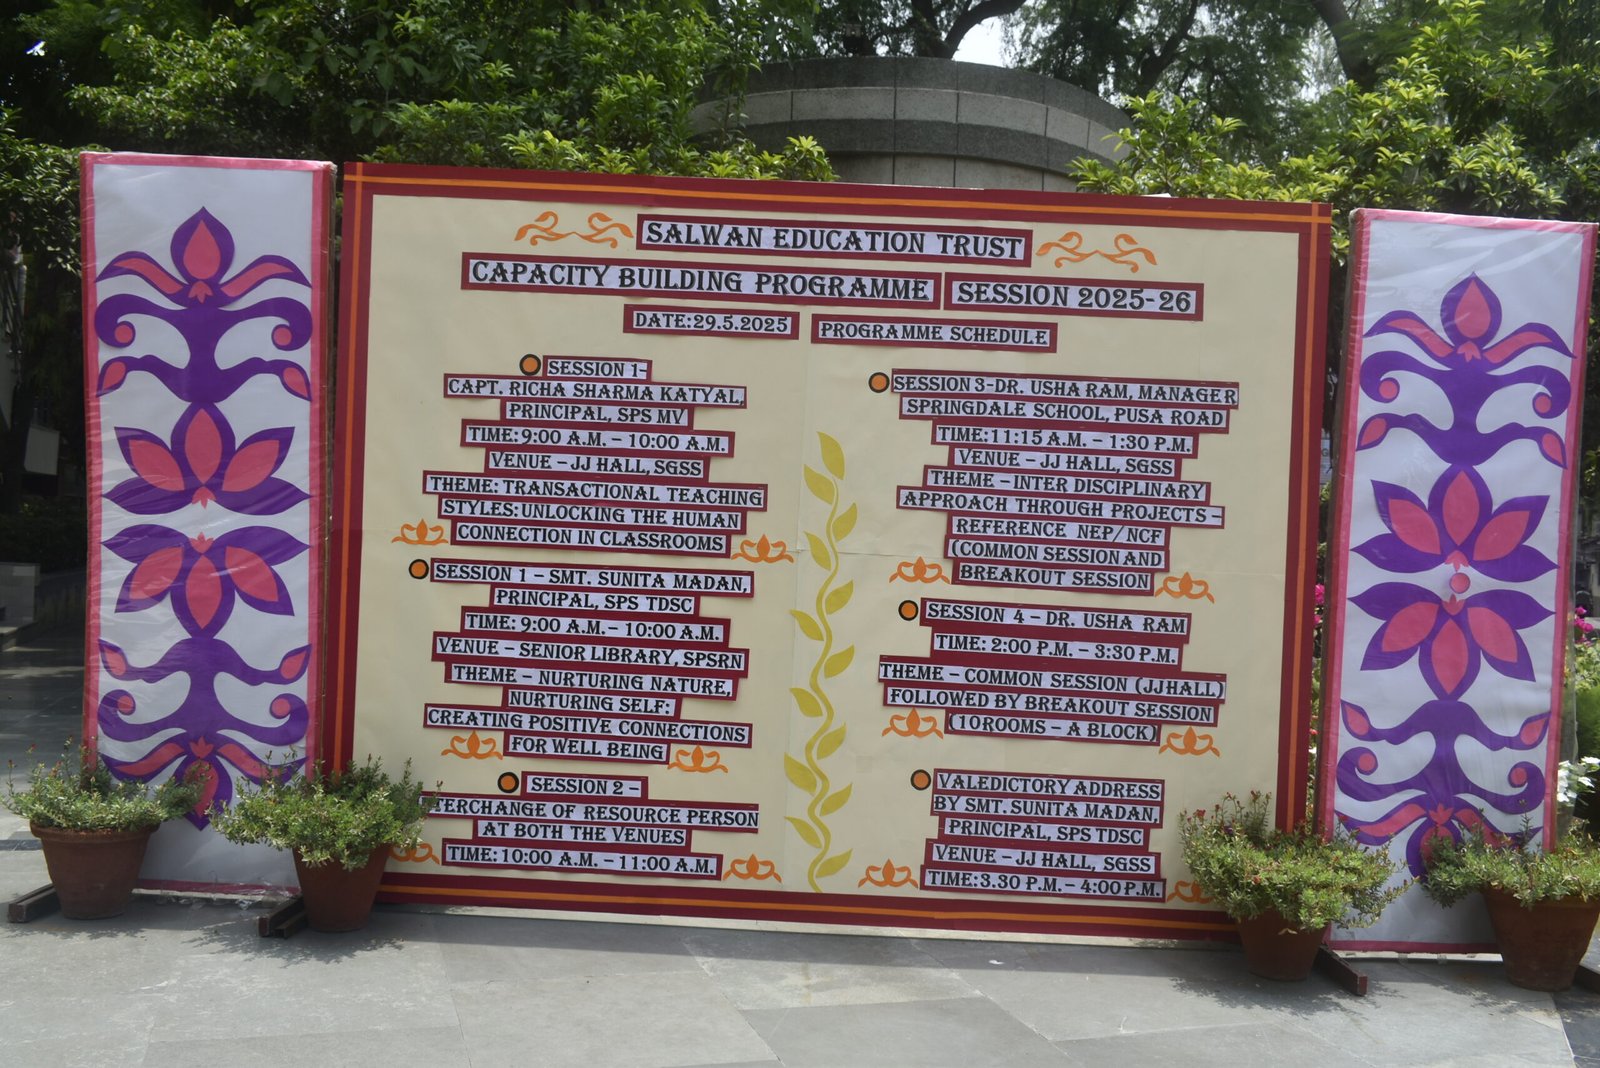 SALWAN EDUCATION TRUST
CAPACITY BUILDING PROGRAMME SESSION 2025-26
DATE:29.5.2025 PROGRAMME SCHEDULE
SESSION 1-
CAPT. RICHA SHARMA KATYAL,
PRINCIPAL, SPS MV
TIME:9:00 A.M. – 10:00 A.M.
VENUE – JJ HALL, SGSS
THEME: TRANSACTIONAL TEACHING
STYLES: UNLOCKING THE HUMAN
CONNECTION IN CLASSROOMS
SESSION 1 – SMT. SUNITA MADAN,
PRINCIPAL, SPS TDSC
TIME: 9:00 A.M. – 10:00 A.M.
VENUE – SENIOR LIBRARY, SPSRN
THEME – NURTURING NATURE,
NURTURING SELF:
CREATING POSITIVE CONNECTIONS
FOR WELL BEING
SESSION 2 –
TERCHANGE OF RESOURCE PERSON
AT BOTH THE VENUES
TIME: 10:00 A.M. – 11:00 A.M.
SESSION 3-DR. USHA RAM, MANAGER
SPRINGDALE SCHOOL, PUSA ROAD
TIME:11:15 A.M. – 1:30 P.M.
VENUE – JJ HALL, SGSS
THEME – INTER DISCIPLINARY
APPROACH THROUGH PROJECTS –
REFERENCE NEP/NCF
(COMMON SESSION AND
BREAKOUT SESSION
SESSION 4 – DR. USHA RAM
TIME: 2:00 P.M. – 3:30 P.M.
THEME – COMMON SESSION (JJ HALL)
FOLLOWED BY BREAKOUT SESSION
(10ROOMS – A BLOCK)
VALEDICTORY ADDRESS
BY SMT. SUNITA MADAN,
PRINCIPAL, SPS TDSC
VENUE – JJ HALL, SGSS
TIME:3.30 P.M. – 4:00 P.M.